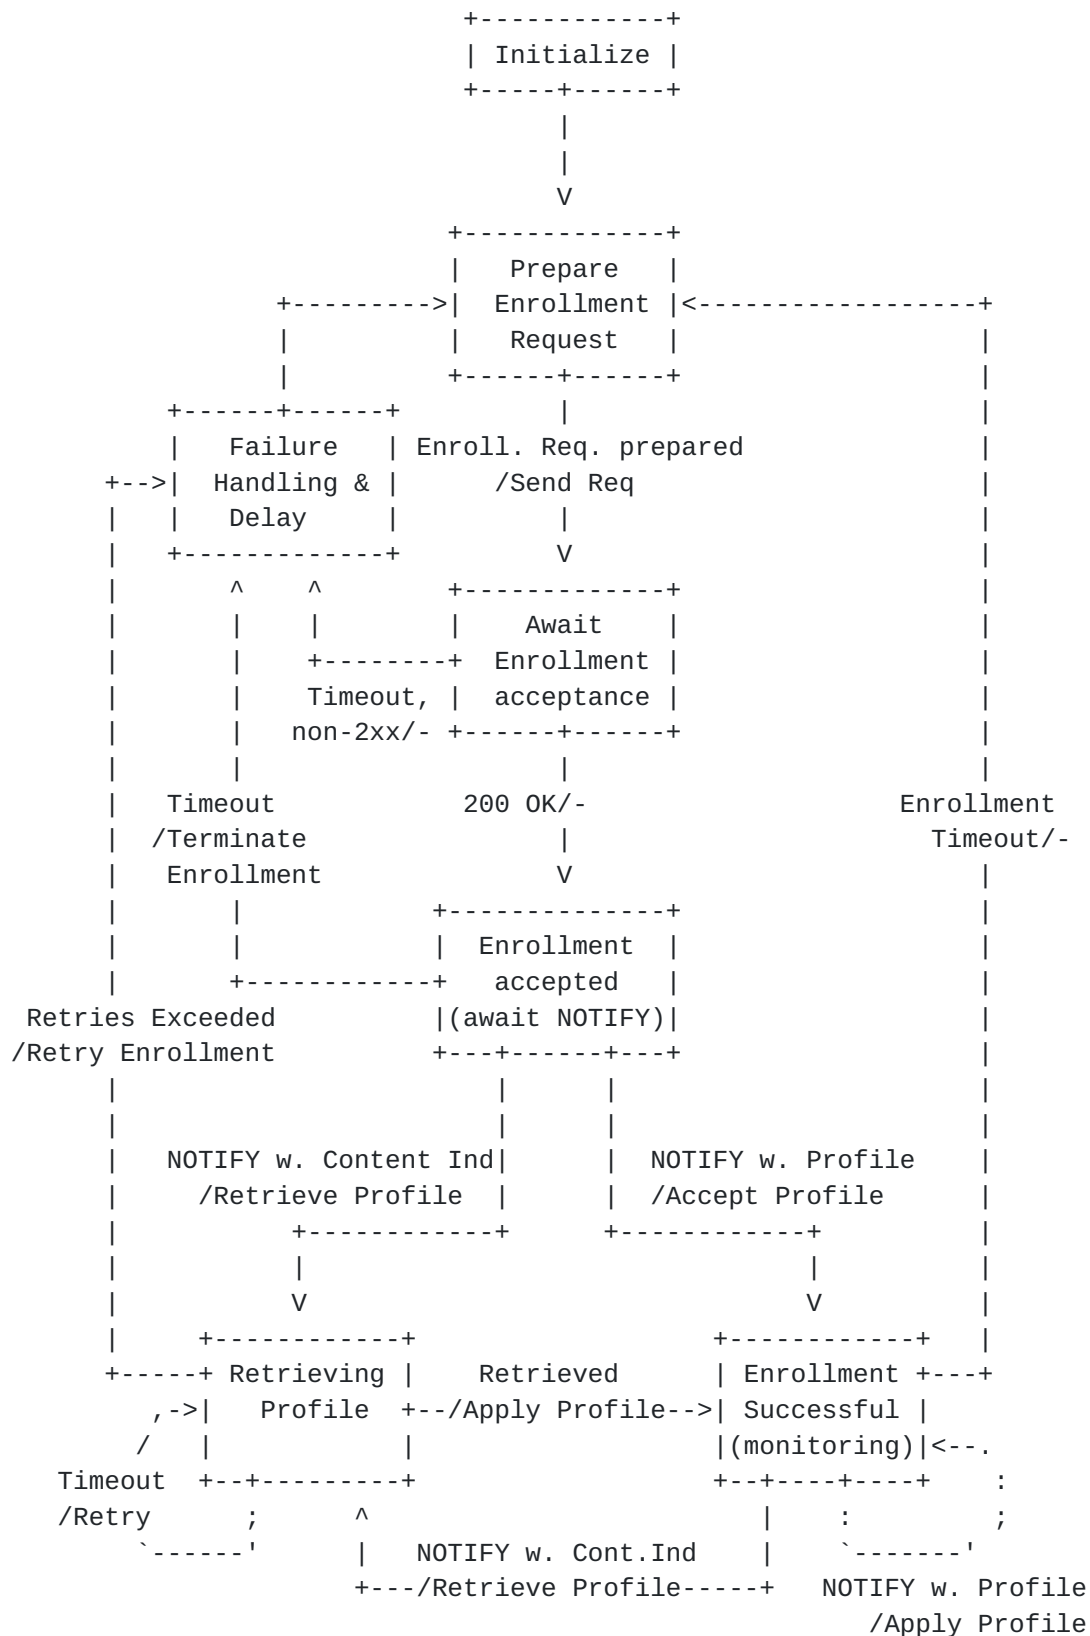 Initialize
Prepare
Enrollment
Request
Failure
Handling &
Delay
Enroll. Req. prepared
/Send Req
Await
Enrollment
acceptance
Timeout,
non-2xx/-
Timeout
/Terminate
Enrollment
200 OK/-
Enrollment
Timeout/-
Enrollment
accepted
(await NOTIFY)
Retries Exceeded
/Retry Enrollment
NOTIFY w. Content Ind
/Retrieve Profile
NOTIFY w. Profile
/Accept Profile
Retrieving
Profile
Retrieved
/Apply Profile
Enrollment
Successful
(monitoring)
Timeout
/Retry
NOTIFY w. Cont.Ind
/Retrieve Profile
NOTIFY w. Profile
/Apply Profile